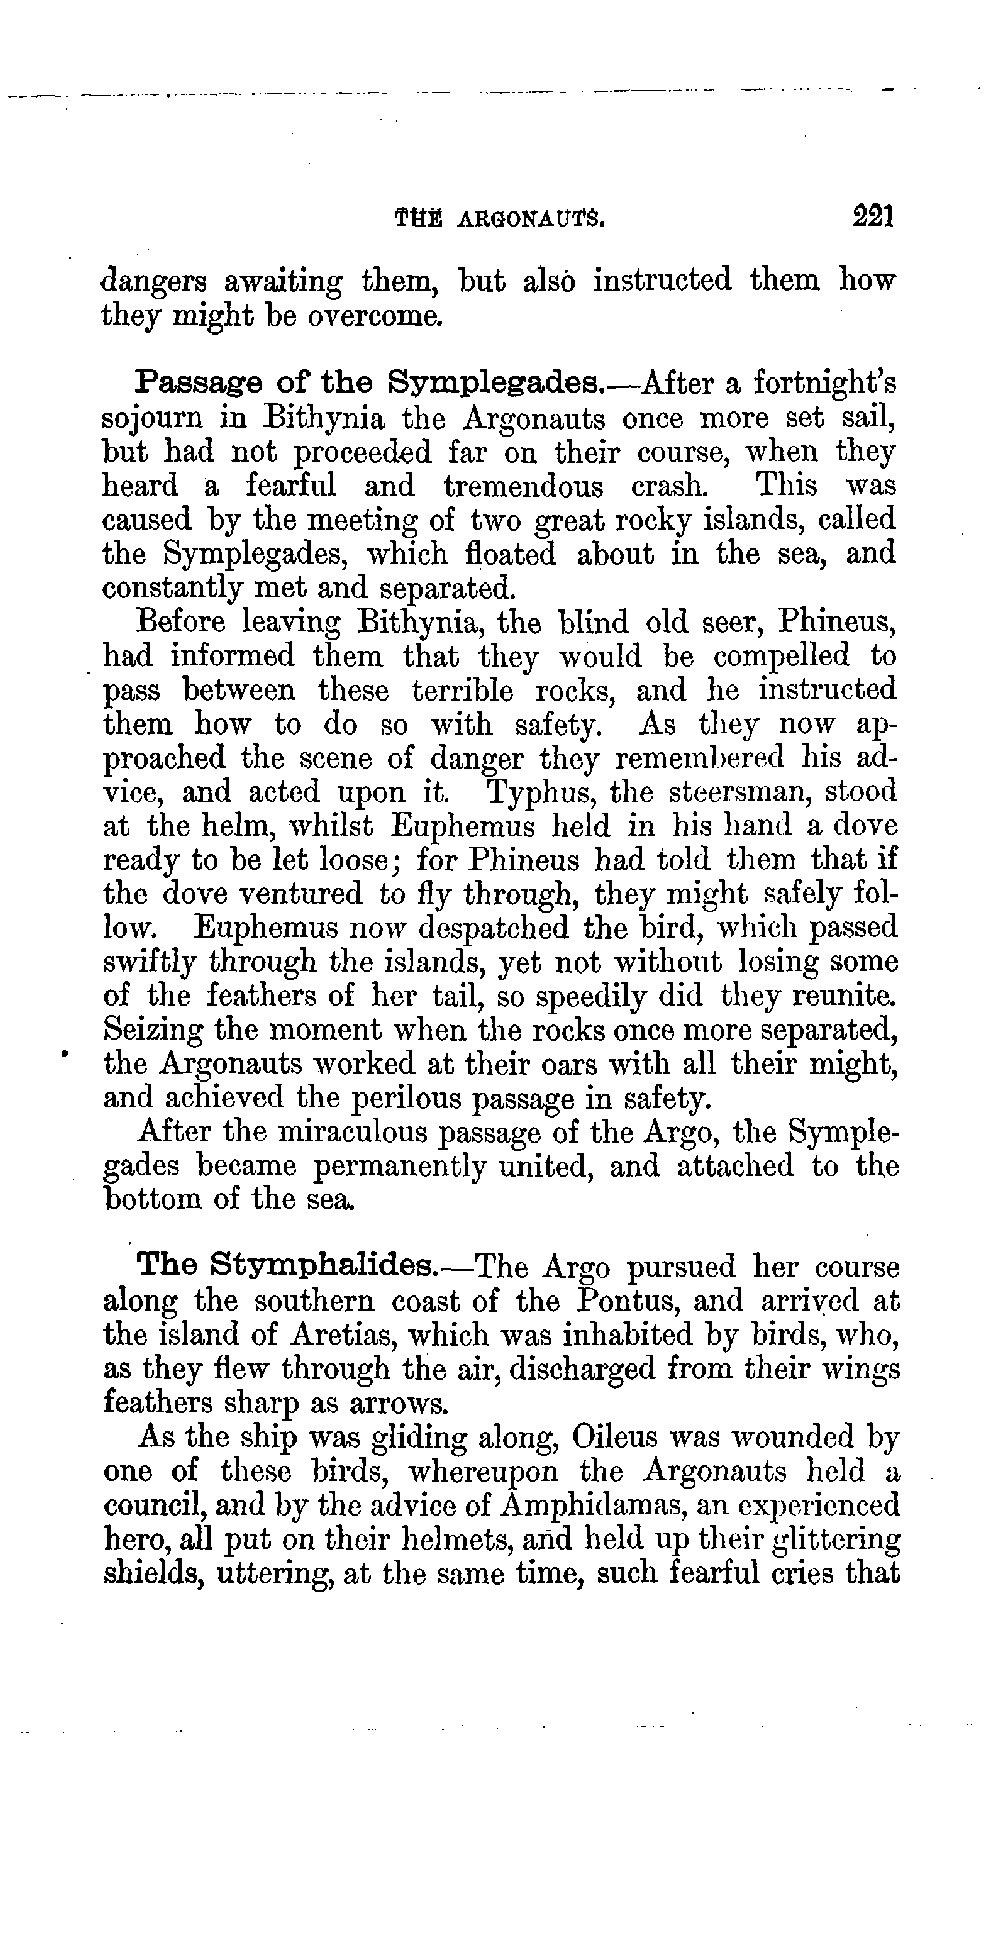 THE ARGONAUTS. 221
dangers awaiting them, but also instructed them how
they might be overcome.
Passage of the Symplegades.—After a fortnight's
sojourn in Bithynia the Argonauts once more set sail,
but had not proceeded far on their course, when they
heard a fearful and tremendous crash. This was
caused by the meeting of two great rocky islands, called
the Symplegades, which floated about in the sea, and
constantly met and separated.
Before leaving Bithynia, the blind old seer, Phineus,
had informed them that they would be compelled to
pass between these terrible rocks, and he instructed
them how to do so with safety. As they now ap-
proached the scene of danger they remembered his ad-
vice, and acted upon it. Typhus, the steersman, stood
at the helm, whilst Euphemus held in his hand a dove
ready to be let loose; for Phineus had told them that if
the dove ventured to fly through, they might safely fol-
low. Euphemus now despatched the bird, which passed
swiftly through the islands, yet not without losing some
of the feathers of her tail, so speedily did they reunite.
Seizing the moment when the rocks once more separated,
the Argonauts worked at their oars with all their might,
and achieved the perilous passage in safety.
After the miraculous passage of the Argo, the Symple-
gades became permanently united, and attached to the
bottom of the sea.
The Stymphalides.—The Argo pursued her course
along the southern coast of the Pontus, and arrived at
the island of Aretias, which was inhabited by birds, who,
as they flew through the air, discharged from their wings
feathers sharp as arrows.
As the ship was gliding along, Oileus was wounded by
one of these birds, whereupon the Argonauts held a
council, and by the advice of Amphidamas, an experienced
hero, all put on their helmets, and held up their glittering
shields, uttering, at the same time, such fearful cries that